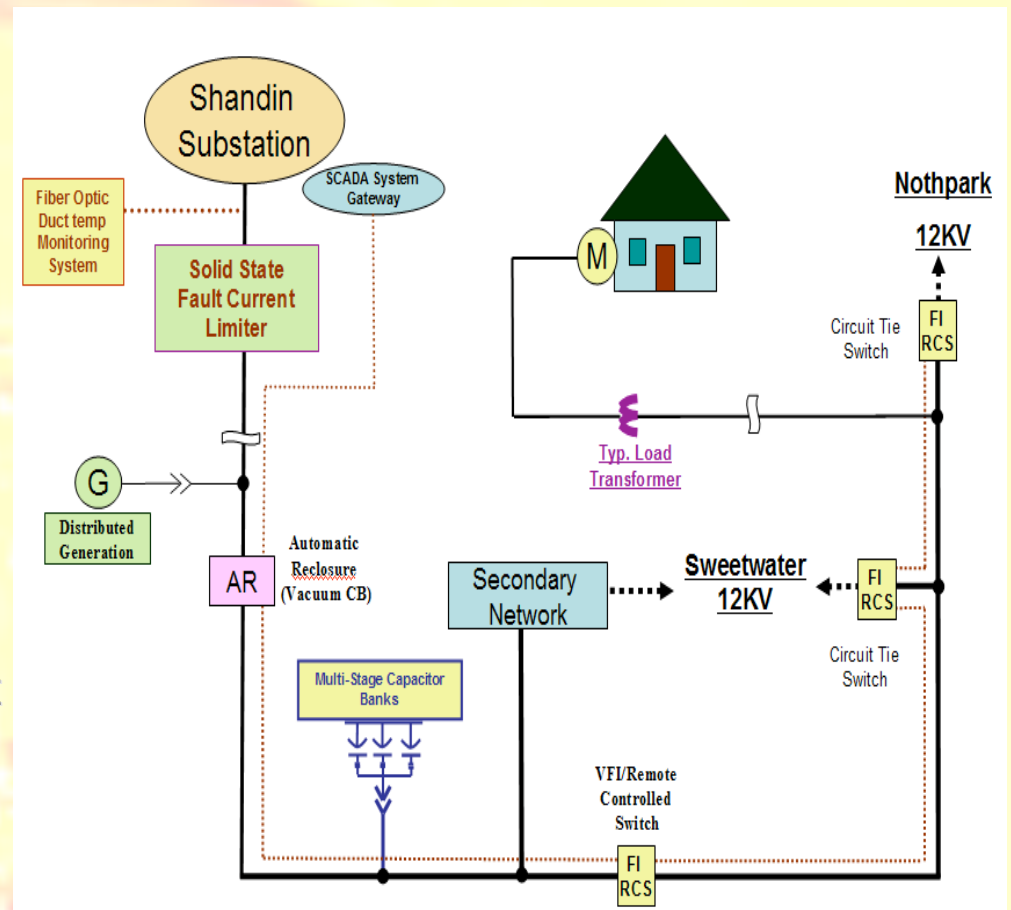 Shandin
Substation
SCADA System
Gateway
Fiber Optic
Duct temp
Monitoring
System
Solid State
Fault Current
Limiter
M
Nothpark
12KV
Circuit Tie
Switch
FI
RCS
Typ. Load
Transformer
G
Distributed
Generation
AR
Automatic
Reclosure
(Vacuum CB)
Secondary
Network
Sweetwater
12KV
FI
RCS
Circuit Tie
Switch
Multi-Stage Capacitor
Banks
VFI/Remote
Controlled
Switch
FI
RCS